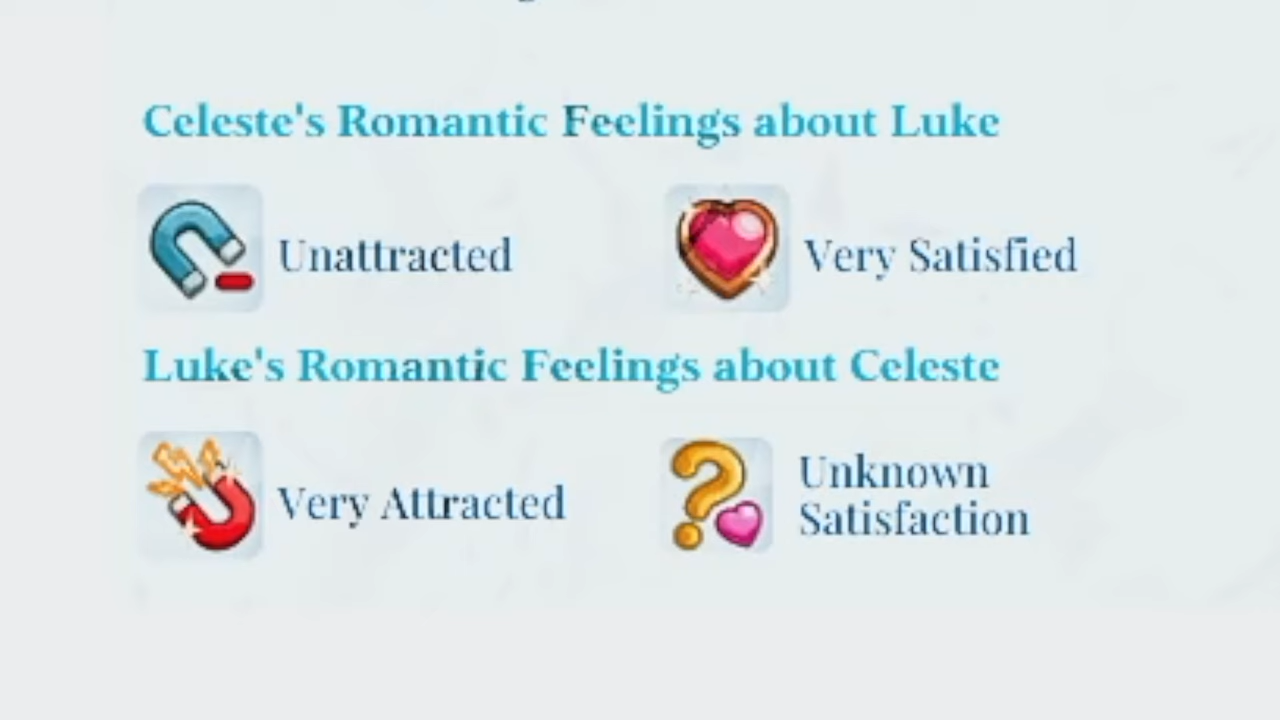 Celeste's Romantic Feelings about Luke
Unattracted
Very Satisfied
Luke's Romantic Feelings about Celeste
Very Attracted
Unknown
Satisfaction